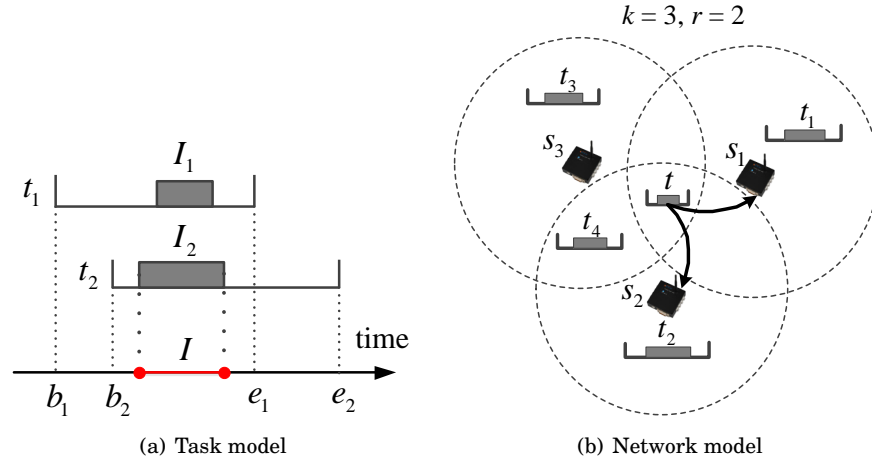 k = 3, r = 2
t₃
t₁
s₃
s₁
t
t₄
s₂
t₂
I₁
t₁
I₂
t₂
I
time
b₁
b₂
e₁
e₂
(a) Task model
(b) Network model